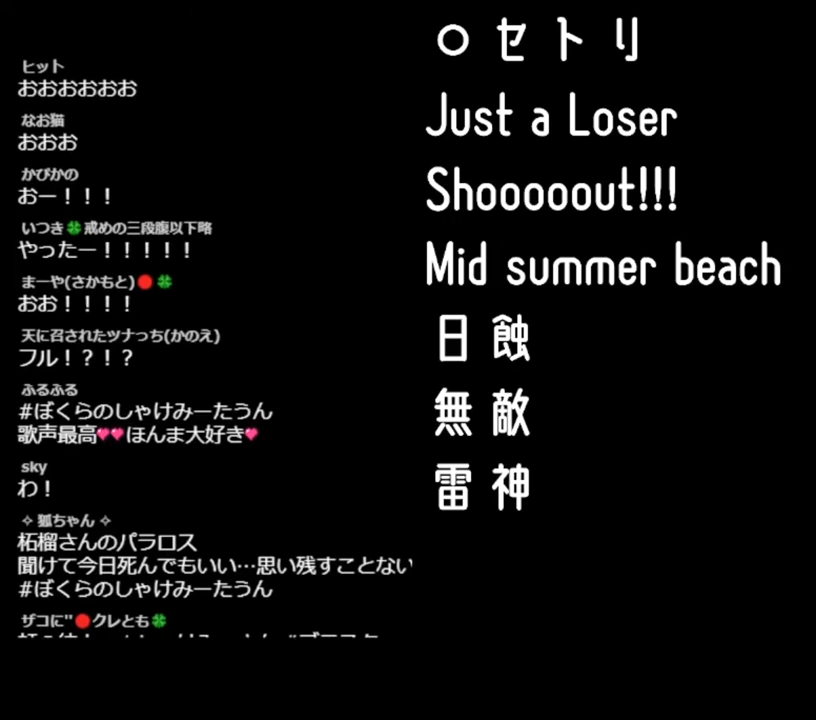 ヒット
おおおおおお
なお猫
おおお
かぴかの
おー！！！
いつき🍀戒めの三段腹以下略
やったー！！！！！
まーや(さかもと)🔴🍀
おお！！！！
天に召されたツナっち(かのえ)
フル！？！？
ふるふる
#ぼくらのしゃけみーたうん
歌声最高💕ほんま大好き💗
sky
わ！
✧ 狐ちゃん ✧
柘榴さんのパラロス
聞けて今日死んでもいい…思い残すことない
#ぼくらのしゃけみーたうん
ザコに"🔴クレとも🍀
○セトリ
Just a Loser
Shooooout!!!
Mid summer beach
日蝕
無敵
雷神